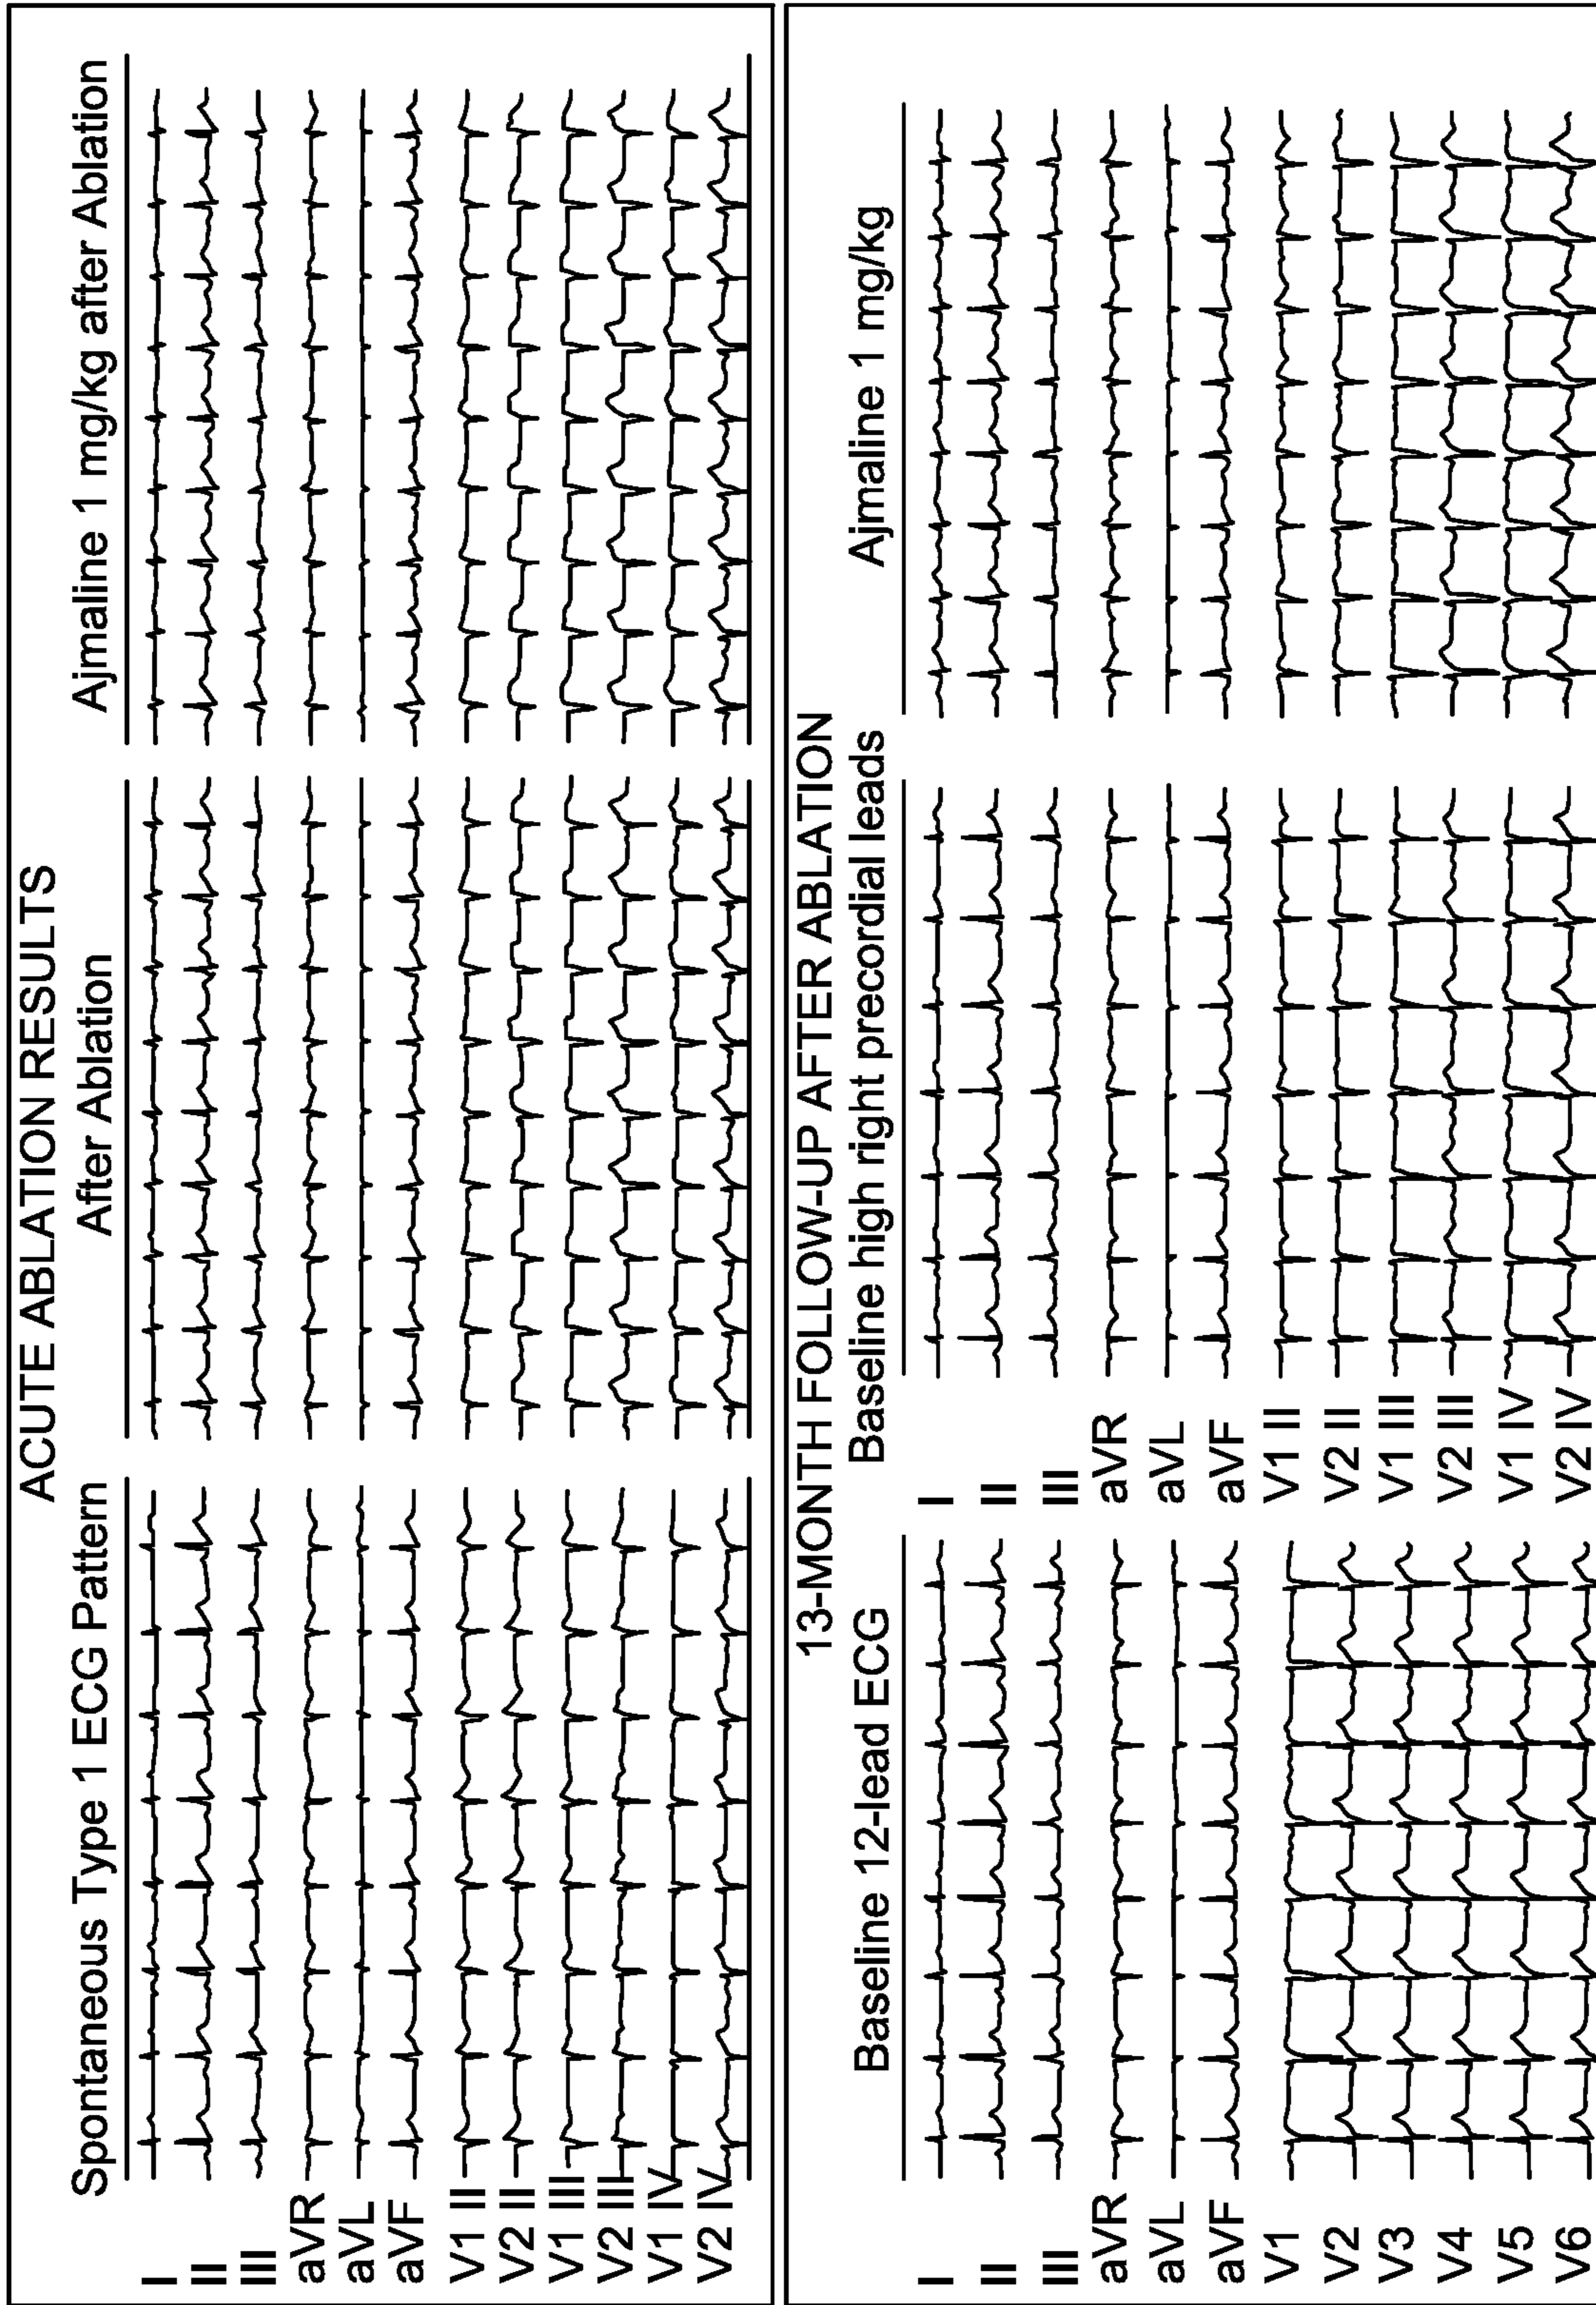 ACUTE ABLATION RESULTS
Spontaneous Type 1 ECG Pattern
After Ablation
Ajmaline 1 mg/kg after Ablation
I
II
III
aVR
aVL
aVF
V1 II
V2 II
V1 III
V2 III
V1 IV
V2 IV
13-MONTH FOLLOW-UP AFTER ABLATION
Baseline 12-lead ECG
Baseline high right precordial leads
Ajmaline 1 mg/kg
I
II
III
aVR
aVL
aVF
V1
V2
V3
V4
V5
V6
I
II
III
aVR
aVL
aVF
V1 II
V2 II
V1 III
V2 III
V1 IV
V2 IV